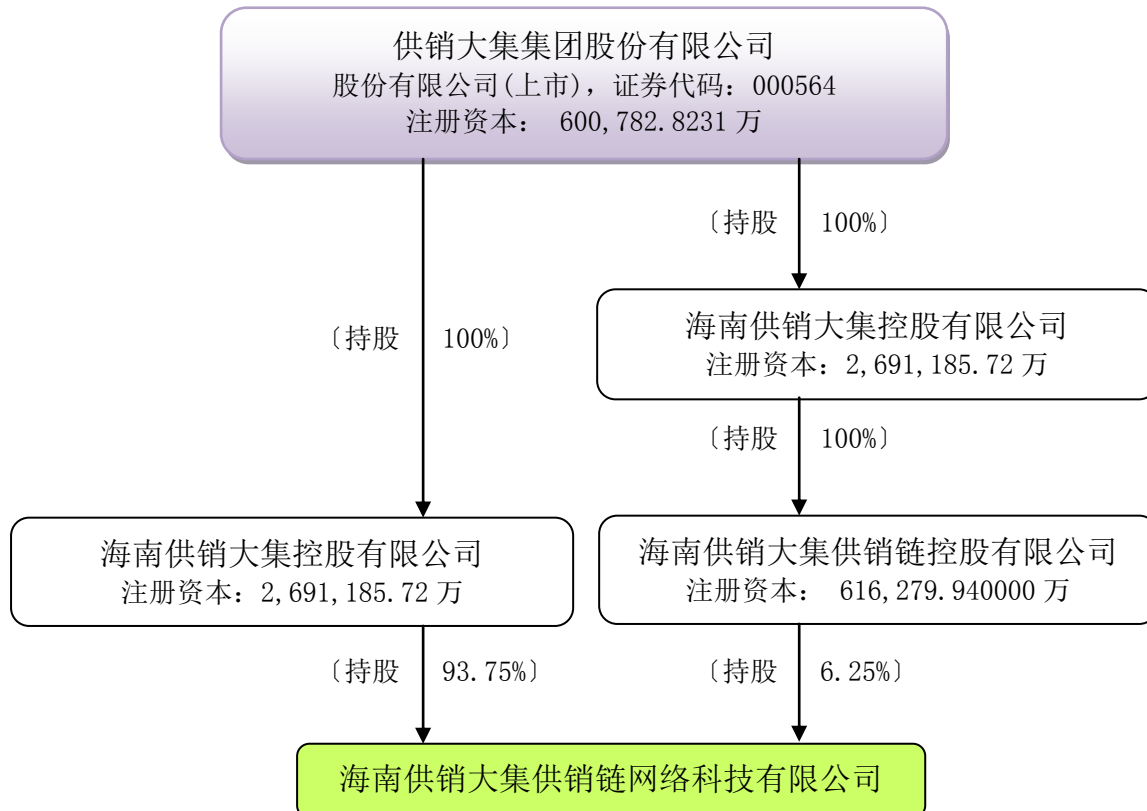 供销大集集团股份有限公司
股份有限公司(上市),证券代码:000564
注册资本: 600,782.8231 万
〔持股 100%〕
海南供销大集控股有限公司
注册资本:2,691,185.72 万
〔持股 100%〕
〔持股 100%〕
海南供销大集控股有限公司
注册资本:2,691,185.72 万
海南供销大集供销链控股有限公司
注册资本: 616,279.940000 万
〔持股 93.75%〕
〔持股 6.25%〕
海南供销大集供销链网络科技有限公司